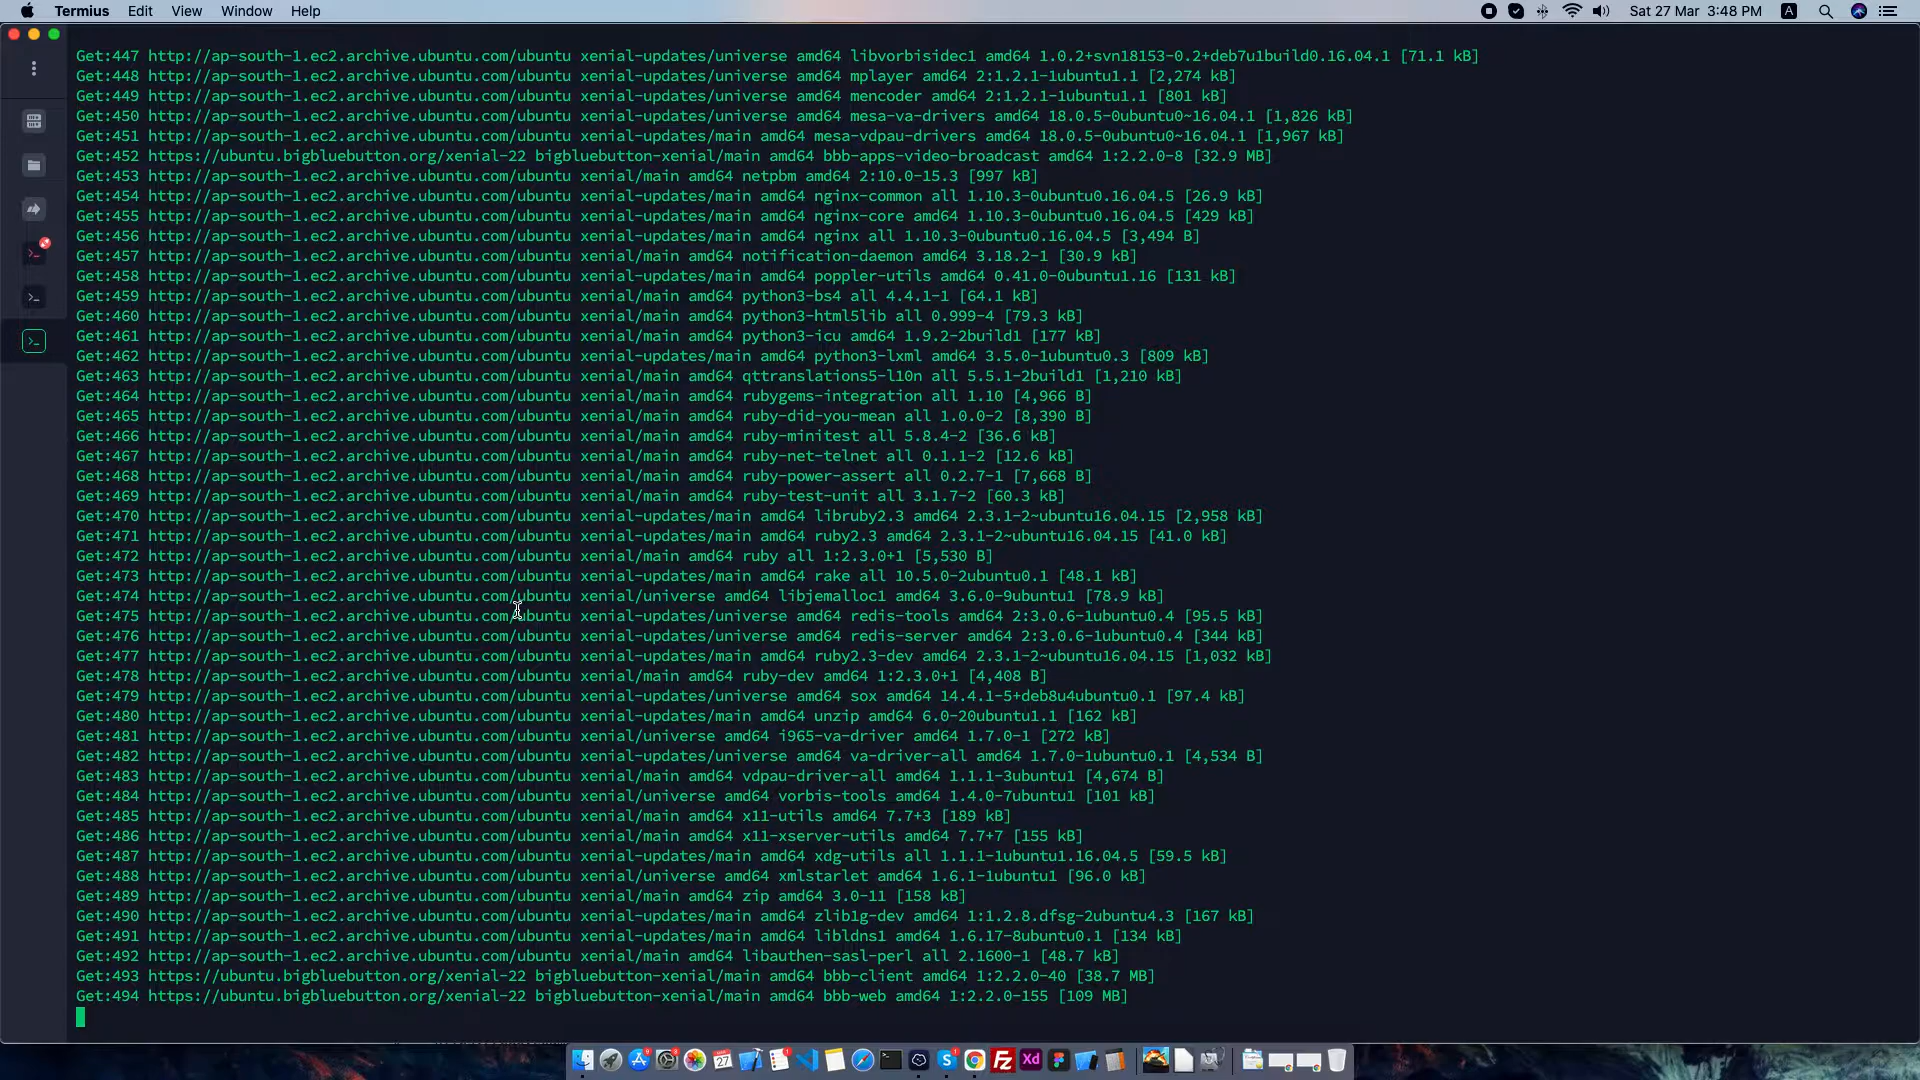 Termius Edit View Window Help Sat 27 Mar 3:48 PM A
Get:447 http://ap-south-1.ec2.archive.ubuntu.com/ubuntu xenial-updates/universe amd64 libvorbisidec1 amd64 1.0.2+svn18153-0.2+deb7u1build0.16.04.1 [71.1 kB]
Get:448 http://ap-south-1.ec2.archive.ubuntu.com/ubuntu xenial-updates/universe amd64 mplayer amd64 2:1.2.1-1ubuntu1.1 [2,274 kB]
Get:449 http://ap-south-1.ec2.archive.ubuntu.com/ubuntu xenial-updates/universe amd64 mencoder amd64 2:1.2.1-1ubuntu1.1 [801 kB]
Get:450 http://ap-south-1.ec2.archive.ubuntu.com/ubuntu xenial-updates/universe amd64 mesa-va-drivers amd64 18.0.5-0ubuntu0~16.04.1 [1,826 kB]
Get:451 http://ap-south-1.ec2.archive.ubuntu.com/ubuntu xenial-updates/main amd64 mesa-vdpau-drivers amd64 18.0.5-0ubuntu0~16.04.1 [1,967 kB]
Get:452 https://ubuntu.bigbluebutton.org/xenial-22 bigbluebutton-xenial/main amd64 bbb-apps-video-broadcast amd64 1:2.2.0-8 [32.9 MB]
Get:453 http://ap-south-1.ec2.archive.ubuntu.com/ubuntu xenial/main amd64 netpbm amd64 2:10.0-15.3 [997 kB]
Get:454 http://ap-south-1.ec2.archive.ubuntu.com/ubuntu xenial-updates/main amd64 nginx-common all 1.10.3-0ubuntu0.16.04.5 [26.9 kB]
Get:455 http://ap-south-1.ec2.archive.ubuntu.com/ubuntu xenial-updates/main amd64 nginx-core amd64 1.10.3-0ubuntu0.16.04.5 [429 kB]
Get:456 http://ap-south-1.ec2.archive.ubuntu.com/ubuntu xenial-updates/main amd64 nginx all 1.10.3-0ubuntu0.16.04.5 [3,494 B]
Get:457 http://ap-south-1.ec2.archive.ubuntu.com/ubuntu xenial/main amd64 notification-daemon amd64 3.18.2-1 [30.9 kB]
Get:458 http://ap-south-1.ec2.archive.ubuntu.com/ubuntu xenial-updates/main amd64 poppler-utils amd64 0.41.0-0ubuntu1.16 [131 kB]
Get:459 http://ap-south-1.ec2.archive.ubuntu.com/ubuntu xenial/main amd64 python3-bs4 all 4.4.1-1 [64.1 kB]
Get:460 http://ap-south-1.ec2.archive.ubuntu.com/ubuntu xenial/main amd64 python3-html5lib all 0.999-4 [79.3 kB]
Get:461 http://ap-south-1.ec2.archive.ubuntu.com/ubuntu xenial/main amd64 python3-icu amd64 1.9.2-2build1 [177 kB]
Get:462 http://ap-south-1.ec2.archive.ubuntu.com/ubuntu xenial-updates/main amd64 python3-lxml amd64 3.5.0-1ubuntu0.3 [809 kB]
Get:463 http://ap-south-1.ec2.archive.ubuntu.com/ubuntu xenial/main amd64 qttranslations5-l10n all 5.5.1-2build1 [1,210 kB]
Get:464 http://ap-south-1.ec2.archive.ubuntu.com/ubuntu xenial/main amd64 rubygems-integration all 1.10 [4,966 B]
Get:465 http://ap-south-1.ec2.archive.ubuntu.com/ubuntu xenial/main amd64 ruby-did-you-mean all 1.0.0-2 [8,390 B]
Get:466 http://ap-south-1.ec2.archive.ubuntu.com/ubuntu xenial/main amd64 ruby-minitest all 5.8.4-2 [36.6 kB]
Get:467 http://ap-south-1.ec2.archive.ubuntu.com/ubuntu xenial/main amd64 ruby-net-telnet all 0.1.1-2 [12.6 kB]
Get:468 http://ap-south-1.ec2.archive.ubuntu.com/ubuntu xenial/main amd64 ruby-power-assert all 0.2.7-1 [7,668 B]
Get:469 http://ap-south-1.ec2.archive.ubuntu.com/ubuntu xenial/main amd64 ruby-test-unit all 3.1.7-2 [60.3 kB]
Get:470 http://ap-south-1.ec2.archive.ubuntu.com/ubuntu xenial-updates/main amd64 libruby2.3 amd64 2.3.1-2~ubuntu16.04.15 [2,958 kB]
Get:471 http://ap-south-1.ec2.archive.ubuntu.com/ubuntu xenial-updates/main amd64 ruby2.3 amd64 2.3.1-2~ubuntu16.04.15 [41.0 kB]
Get:472 http://ap-south-1.ec2.archive.ubuntu.com/ubuntu xenial/main amd64 ruby all 1:2.3.0+1 [5,530 B]
Get:473 http://ap-south-1.ec2.archive.ubuntu.com/ubuntu xenial-updates/main amd64 rake all 10.5.0-2ubuntu0.1 [48.1 kB]
Get:474 http://ap-south-1.ec2.archive.ubuntu.com/ubuntu xenial/universe amd64 libjemalloc1 amd64 3.6.0-9ubuntu1 [78.9 kB]
Get:475 http://ap-south-1.ec2.archive.ubuntu.com/ubuntu xenial-updates/universe amd64 redis-tools amd64 2:3.0.6-1ubuntu0.4 [95.5 kB]
Get:476 http://ap-south-1.ec2.archive.ubuntu.com/ubuntu xenial-updates/universe amd64 redis-server amd64 2:3.0.6-1ubuntu0.4 [344 kB]
Get:477 http://ap-south-1.ec2.archive.ubuntu.com/ubuntu xenial-updates/main amd64 ruby2.3-dev amd64 2.3.1-2~ubuntu16.04.15 [1,032 kB]
Get:478 http://ap-south-1.ec2.archive.ubuntu.com/ubuntu xenial/main amd64 ruby-dev amd64 1:2.3.0+1 [4,408 B]
Get:479 http://ap-south-1.ec2.archive.ubuntu.com/ubuntu xenial-updates/universe amd64 sox amd64 14.4.1-5+deb8u4ubuntu0.1 [97.4 kB]
Get:480 http://ap-south-1.ec2.archive.ubuntu.com/ubuntu xenial-updates/main amd64 unzip amd64 6.0-20ubuntu1.1 [162 kB]
Get:481 http://ap-south-1.ec2.archive.ubuntu.com/ubuntu xenial/universe amd64 i965-va-driver amd64 1.7.0-1 [272 kB]
Get:482 http://ap-south-1.ec2.archive.ubuntu.com/ubuntu xenial-updates/universe amd64 va-driver-all amd64 1.7.0-1ubuntu0.1 [4,534 B]
Get:483 http://ap-south-1.ec2.archive.ubuntu.com/ubuntu xenial/main amd64 vdpau-driver-all amd64 1.1.1-3ubuntu1 [4,674 B]
Get:484 http://ap-south-1.ec2.archive.ubuntu.com/ubuntu xenial/universe amd64 vorbis-tools amd64 1.4.0-7ubuntu1 [101 kB]
Get:485 http://ap-south-1.ec2.archive.ubuntu.com/ubuntu xenial/main amd64 x11-utils amd64 7.7+3 [189 kB]
Get:486 http://ap-south-1.ec2.archive.ubuntu.com/ubuntu xenial/main amd64 x11-xserver-utils amd64 7.7+7 [155 kB]
Get:487 http://ap-south-1.ec2.archive.ubuntu.com/ubuntu xenial-updates/main amd64 xdg-utils all 1.1.1-1ubuntu1.16.04.5 [59.5 kB]
Get:488 http://ap-south-1.ec2.archive.ubuntu.com/ubuntu xenial/universe amd64 xmlstarlet amd64 1.6.1-1ubuntu1 [96.0 kB]
Get:489 http://ap-south-1.ec2.archive.ubuntu.com/ubuntu xenial/main amd64 zip amd64 3.0-11 [158 kB]
Get:490 http://ap-south-1.ec2.archive.ubuntu.com/ubuntu xenial-updates/main amd64 zlib1g-dev amd64 1:1.2.8.dfsg-2ubuntu4.3 [167 kB]
Get:491 http://ap-south-1.ec2.archive.ubuntu.com/ubuntu xenial-updates/main amd64 libldns1 amd64 1.6.17-8ubuntu0.1 [134 kB]
Get:492 http://ap-south-1.ec2.archive.ubuntu.com/ubuntu xenial/main amd64 libauthen-sasl-perl all 2.1600-1 [48.7 kB]
Get:493 https://ubuntu.bigbluebutton.org/xenial-22 bigbluebutton-xenial/main amd64 bbb-client amd64 1:2.2.0-40 [38.7 MB]
Get:494 https://ubuntu.bigbluebutton.org/xenial-22 bigbluebutton-xenial/main amd64 bbb-web amd64 1:2.2.0-155 [109 MB]